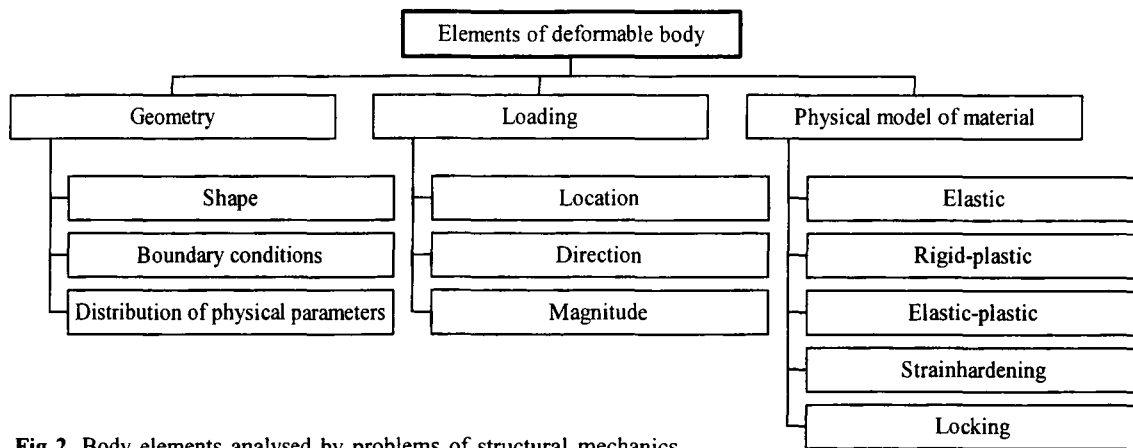 Elements of deformable body
Geometry
Loading
Physical model of material
Shape
Boundary conditions
Distribution of physical parameters
Location
Direction
Magnitude
Elastic
Rigid-plastic
Elastic-plastic
Strainhardening
Locking
Fig 2. Body elements analysed by problems of structural mechanics